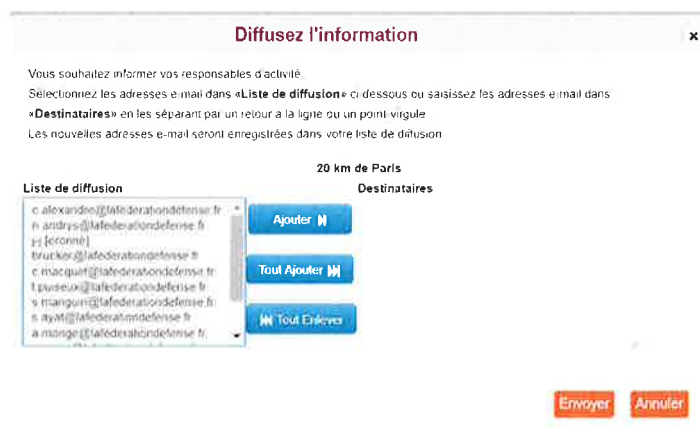 Diffusez l'information
x
Vous souhaitez informer vos responsables d'activité.
Sélectionnez les adresses e-mail dans «Liste de diffusion» ci-dessous ou saisissez les adresses e-mail dans
«Destinataires» en les séparant par un retour à la ligne ou un point-virgule
Les nouvelles adresses e-mail seront enregistrées dans votre liste de diffusion
20 km de Paris
Liste de diffusion
Destinataires
c.alexandre@lafederationdefense.fr
n.andrys@lafederationdefense.fr
brucker@lafederationdefense.fr
c.macquet@lafederationdefense.fr
t.puiseux@lafederationdefense.fr
s.manguin@lafederationdefense.fr
s.ayat@lafederationdefense.fr
a.monge@lafederationdefense.fr
Ajouter
Tout Ajouter
Tout Enlever
Envoyer
Annuler